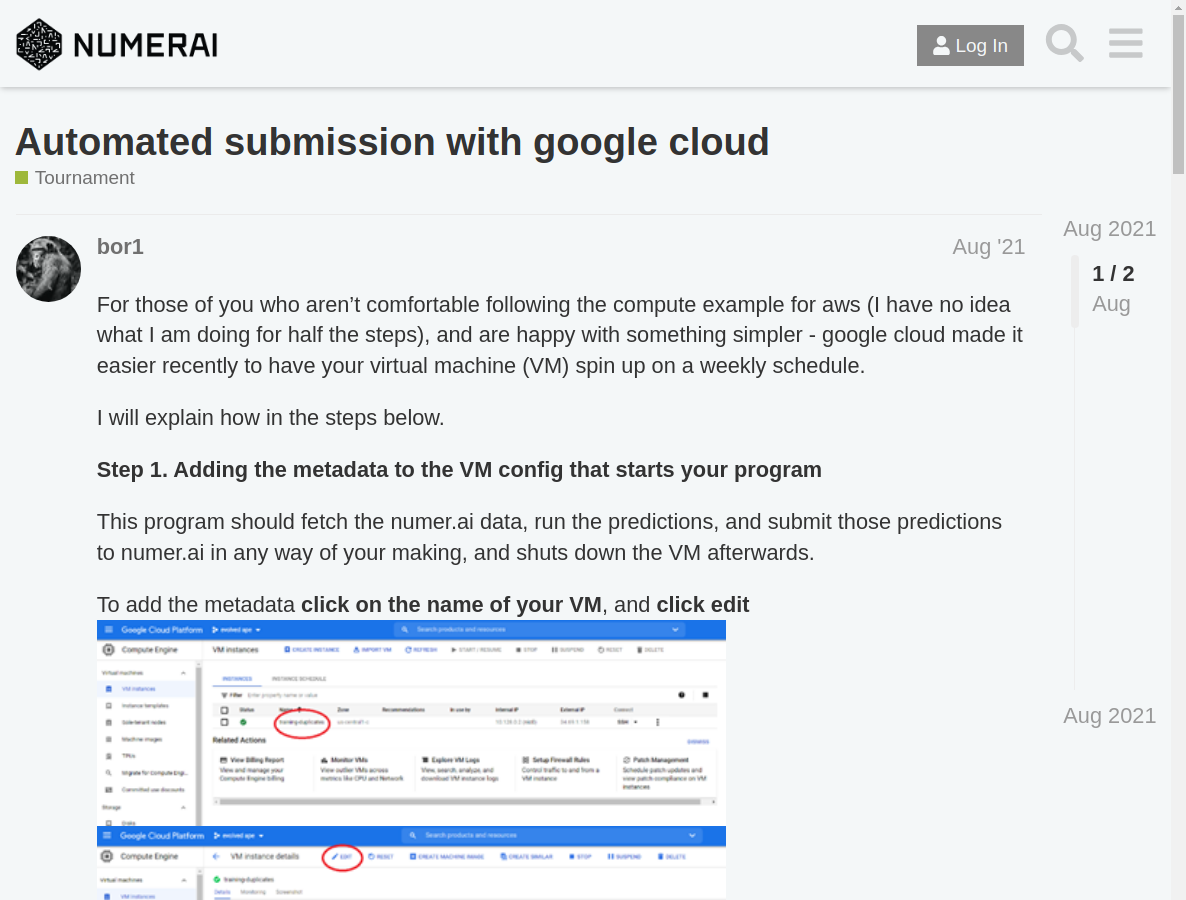 NUMERAI
Log In
Automated submission with google cloud
Tournament
bor1
Aug '21
Aug 2021
1 / 2
Aug
For those of you who aren’t comfortable following the compute example for aws (I have no idea
what I am doing for half the steps), and are happy with something simpler - google cloud made it
easier recently to have your virtual machine (VM) spin up on a weekly schedule.
I will explain how in the steps below.
Step 1. Adding the metadata to the VM config that starts your program
This program should fetch the numer.ai data, run the predictions, and submit those predictions
to numer.ai in any way of your making, and shuts down the VM afterwards.
To add the metadata click on the name of your VM, and click edit
Aug 2021
Google Cloud Platform evolved ape
Search products and resources
Compute Engine
VM instances
CREATE INSTANCE IMPORT VM REFRESH START / RESUME STOP SUSPEND RESET DELETE
Virtual machines
INSTANCES INSTANCE SCHEDULE
VM instances
Filter Enter property name or value
Instance templates
Status Name Zone Recommendations In use by Internal IP External IP Connect
Sole-tenant nodes
training-duplicates
SSH
Machine images
Related Actions
TPUs
View Billing Report
View and manage your
Compute Engine billing
Monitor VMs
View outlier VMs across
metrics like CPU and Network
Explore VM Logs
View, search, analyze, and
download VM instance logs
Setup Firewall Rules
Control traffic to and from a
VM instance
Patch Management
Schedule patch updates and
view patch compliance on VM
instances
Migrate for Compute Engi...
Committed use discounts
Storage
Disks
Google Cloud Platform evolved ape
Search products and resources
Compute Engine
VM instance details
EDIT RESET CREATE MACHINE IMAGE CREATE SIMILAR STOP SUSPEND DELETE
Virtual machines
training-duplicates
VM instances
Details Monitoring Screenshot